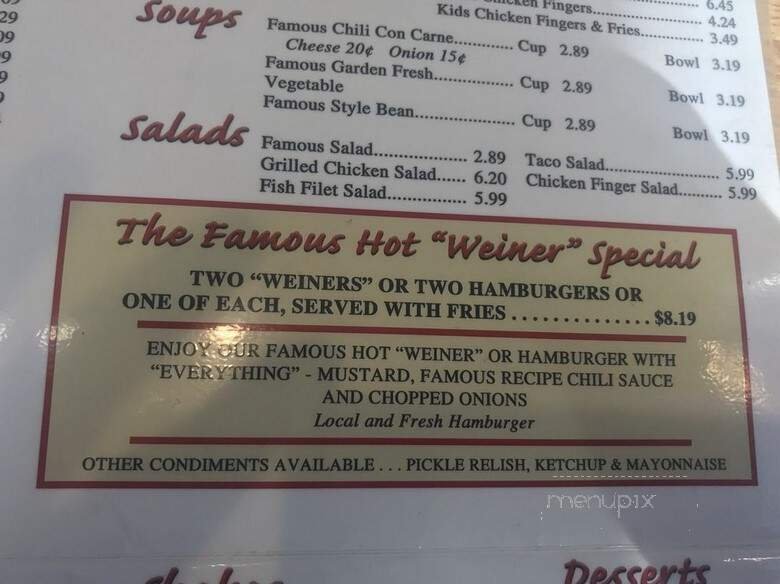 29
Soups
Chicken Fingers.......... 6.45
4.24
Kids Chicken Fingers & Fries............ 3.49
Famous Chili Con Carne............ Cup 2.89 Bowl 3.19
Cheese 20¢ Onion 15¢
Famous Garden Fresh................ Cup 2.89 Bowl 3.19
Vegetable
Famous Style Bean.................... Cup 2.89 Bowl 3.19
Salads
Famous Salad................... 2.89 Taco Salad........................ 5.99
Grilled Chicken Salad...... 6.20 Chicken Finger Salad......... 5.99
Fish Filet Salad................ 5.99
The Famous Hot "Weiner" Special
TWO "WEINERS" OR TWO HAMBURGERS OR
ONE OF EACH, SERVED WITH FRIES .............. $8.19
ENJOY OUR FAMOUS HOT "WEINER" OR HAMBURGER WITH
"EVERYTHING" - MUSTARD, FAMOUS RECIPE CHILI SAUCE
AND CHOPPED ONIONS
Local and Fresh Hamburger
OTHER CONDIMENTS AVAILABLE . . . PICKLE RELISH, KETCHUP & MAYONNAISE
menupix
Desserts